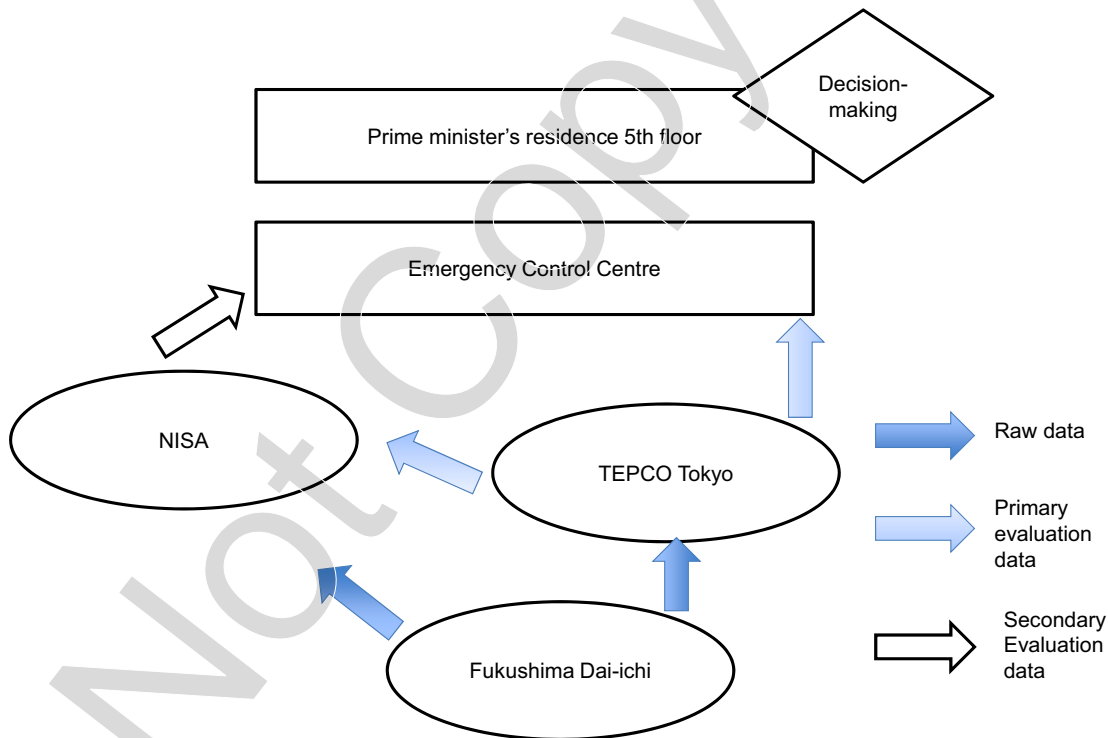 Decision-
making
Prime minister's residence 5th floor
Emergency Control Centre
NISA
TEPCO Tokyo
Raw data
Primary
evaluation
data
Fukushima Dai-ichi
Secondary
Evaluation
data
Not Copy